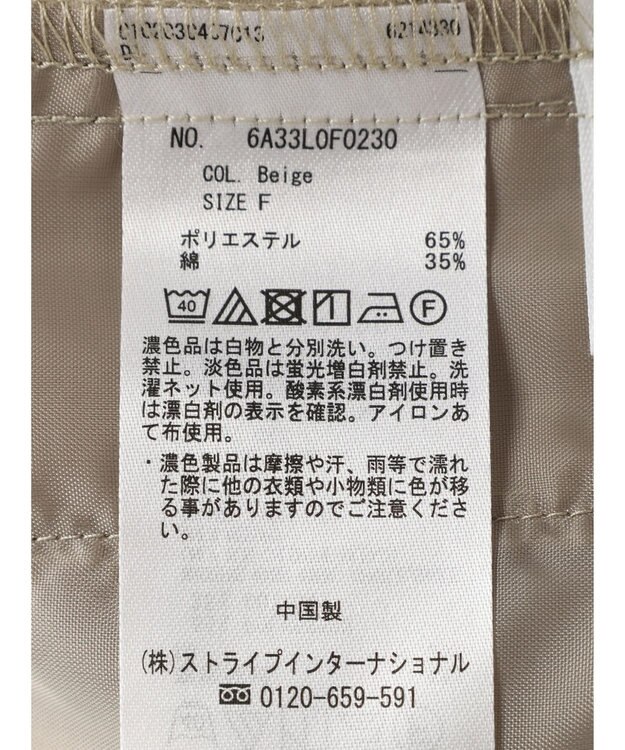 NO. 6A33L0F0230
COL. Beige
SIZE F
ポリエステル 65%
綿 35%
40
F
濃色品は白物と分別洗い。つけ置き
禁止。淡色品は蛍光増白剤禁止。洗
濯ネット使用。酸素系漂白剤使用時
は漂白剤の表示を確認。アイロンあ
て布使用。
・濃色製品は摩擦や汗、雨等で濡れ
た際に他の衣類や小物類に色が移
る事がありますのでご注意くださ
い。
中国製
(株)ストライプインターナショナル
0120-659-591